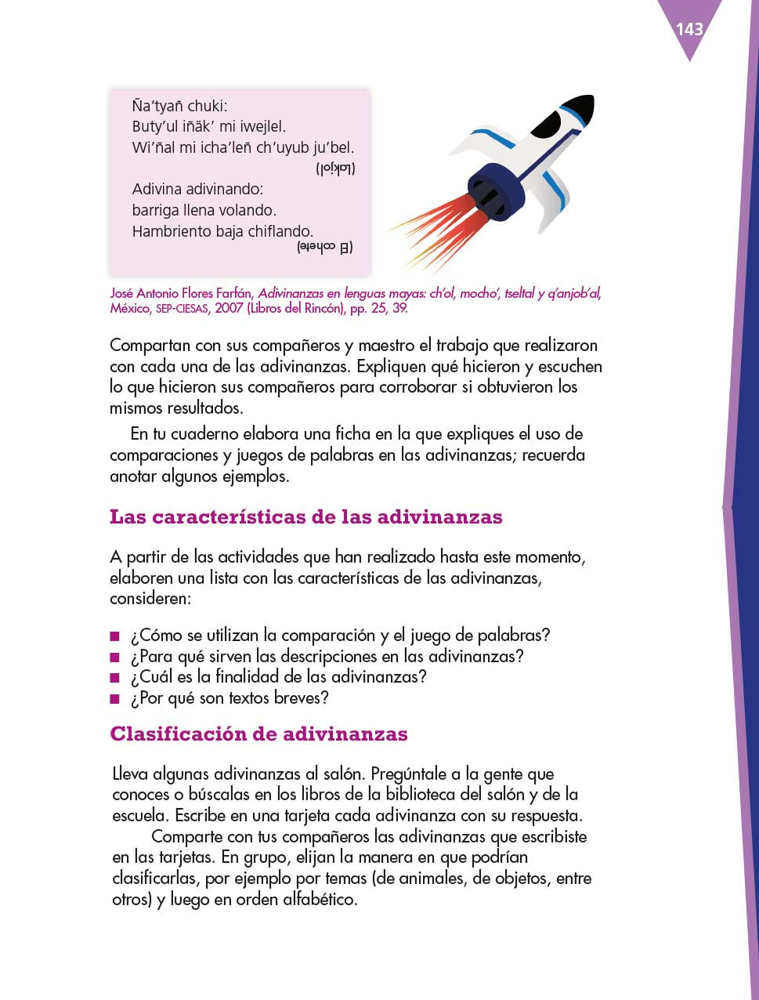 143
Ña’tyañ chuki:
Buty’ul iñäk’ mi iwejlel.
Wi’ñal mi icha’leñ ch’uyub ju’bel.
(Lakjol)
Adivina adivinando:
barriga llena volando.
Hambriento baja chiflando.
(El cohete)
José Antonio Flores Farfán, Adivinanzas en lenguas mayas: ch’ol, mocho’, tseltal y q’anjob’al,
México, SEP-CIESAS, 2007 (Libros del Rincón), pp. 25, 39.
Compartan con sus compañeros y maestro el trabajo que realizaron
con cada una de las adivinanzas. Expliquen qué hicieron y escuchen
lo que hicieron sus compañeros para corroborar si obtuvieron los
mismos resultados.
En tu cuaderno elabora una ficha en la que expliques el uso de
comparaciones y juegos de palabras en las adivinanzas; recuerda
anotar algunos ejemplos.
Las características de las adivinanzas
A partir de las actividades que han realizado hasta este momento,
elaboren una lista con las características de las adivinanzas,
consideren:
■ ¿Cómo se utilizan la comparación y el juego de palabras?
■ ¿Para qué sirven las descripciones en las adivinanzas?
■ ¿Cuál es la finalidad de las adivinanzas?
■ ¿Por qué son textos breves?
Clasificación de adivinanzas
Lleva algunas adivinanzas al salón. Pregúntale a la gente que
conoces o búscalas en los libros de la biblioteca del salón y de la
escuela. Escribe en una tarjeta cada adivinanza con su respuesta.
Comparte con tus compañeros las adivinanzas que escribiste
en las tarjetas. En grupo, elijan la manera en que podrían
clasificarlas, por ejemplo por temas (de animales, de objetos, entre
otros) y luego en orden alfabético.